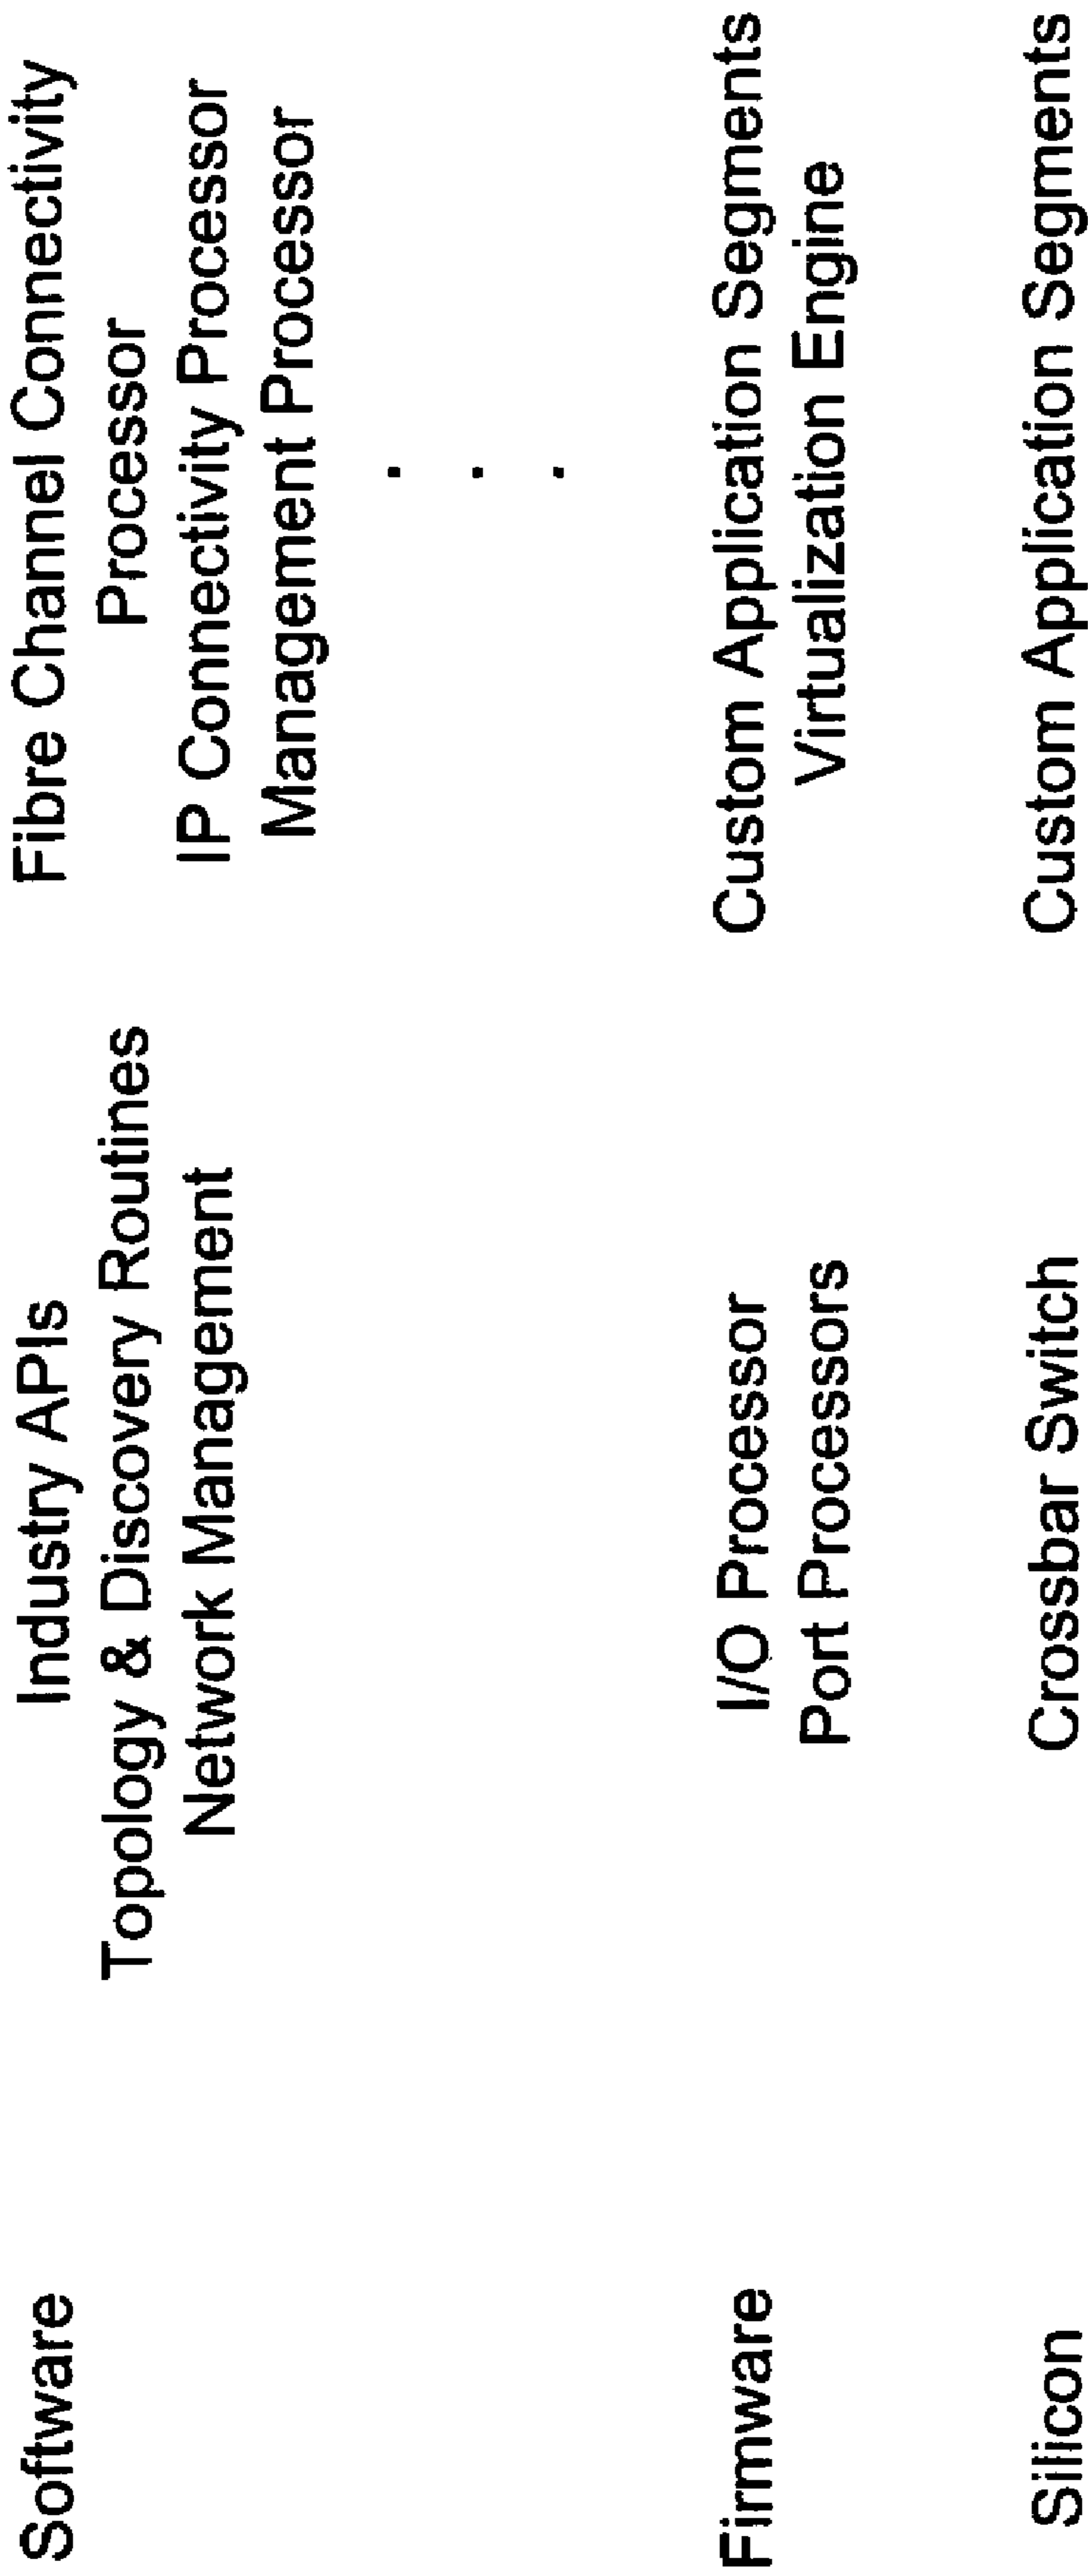 Software
Industry APIs
Topology & Discovery Routines
Network Management
Fibre Channel Connectivity
Processor
IP Connectivity Processor
Management Processor
.
.
.
Firmware
I/O Processor
Port Processors
Custom Application Segments
Virtualization Engine
Silicon
Crossbar Switch
Custom Application Segments